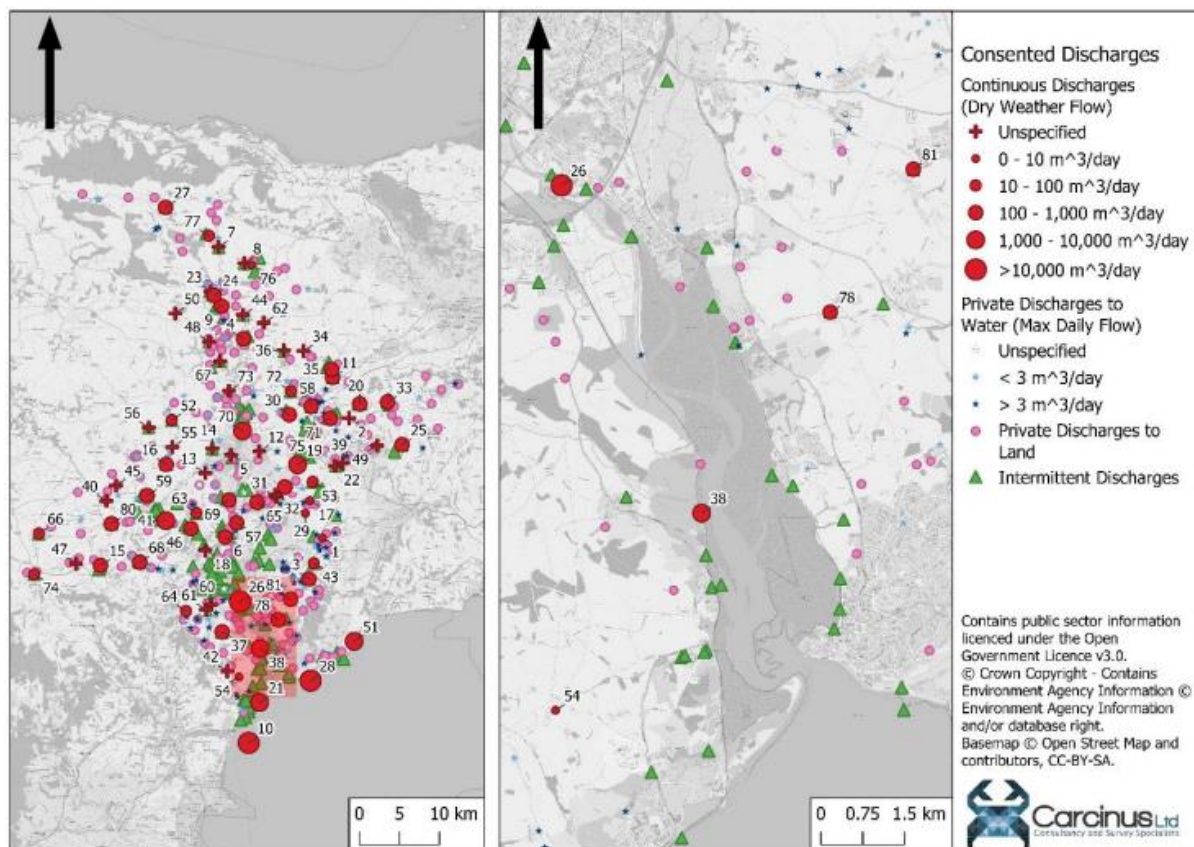 27
77
7
8
76
23
24
50
44
62
9
4
48
36
34
67
35
11
72
20
73
58
33
30
52
56
70
14
71
12
2
55
39
25
16
75
19
49
13
5
22
45
40
59
31
53
63
32
17
80
41
69
65
66
29
46
57
47
15
68
6
1
18
3
74
43
60
26
81
64
61
78
51
37
42
38
28
54
21
10
0 5 10 km
26
81
78
38
54
0 0.75 1.5 km
Consented Discharges
Continuous Discharges
(Dry Weather Flow)
Unspecified
0 - 10 m^3/day
10 - 100 m^3/day
100 - 1,000 m^3/day
1,000 - 10,000 m^3/day
>10,000 m^3/day
Private Discharges to
Water (Max Daily Flow)
Unspecified
< 3 m^3/day
> 3 m^3/day
Private Discharges to
Land
Intermittent Discharges
Contains public sector information
licenced under the Open
Government Licence v3.0.
© Crown Copyright - Contains
Environment Agency Information ©
Environment Agency Information
and/or database right.
Basemap © Open Street Map and
contributors, CC-BY-SA.
Carcinus Ltd
Consultancy and Survey Specialists